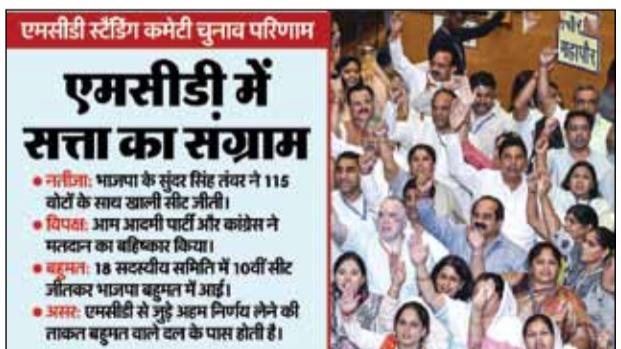 एमसीडी स्टैंडिंग कमेटी चुनाव परिणाम
एमसीडी में
सत्ता का संग्राम
• नतीजा: भाजपा के सुंदर सिंह तंवर ने 115
वोटों के साथ खाली सीट जीती।
• विपक्ष: आम आदमी पार्टी और कांग्रेस ने
मतदान का बहिष्कार किया।
• बहुमत: 18 सदस्यीय समिति में 10वीं सीट
जीतकर भाजपा बहुमत में आई।
• असर: एमसीडी से जुड़े अहम निर्णय लेने की
ताकत बहुमत वाले दल के पास होती है।
महापौर